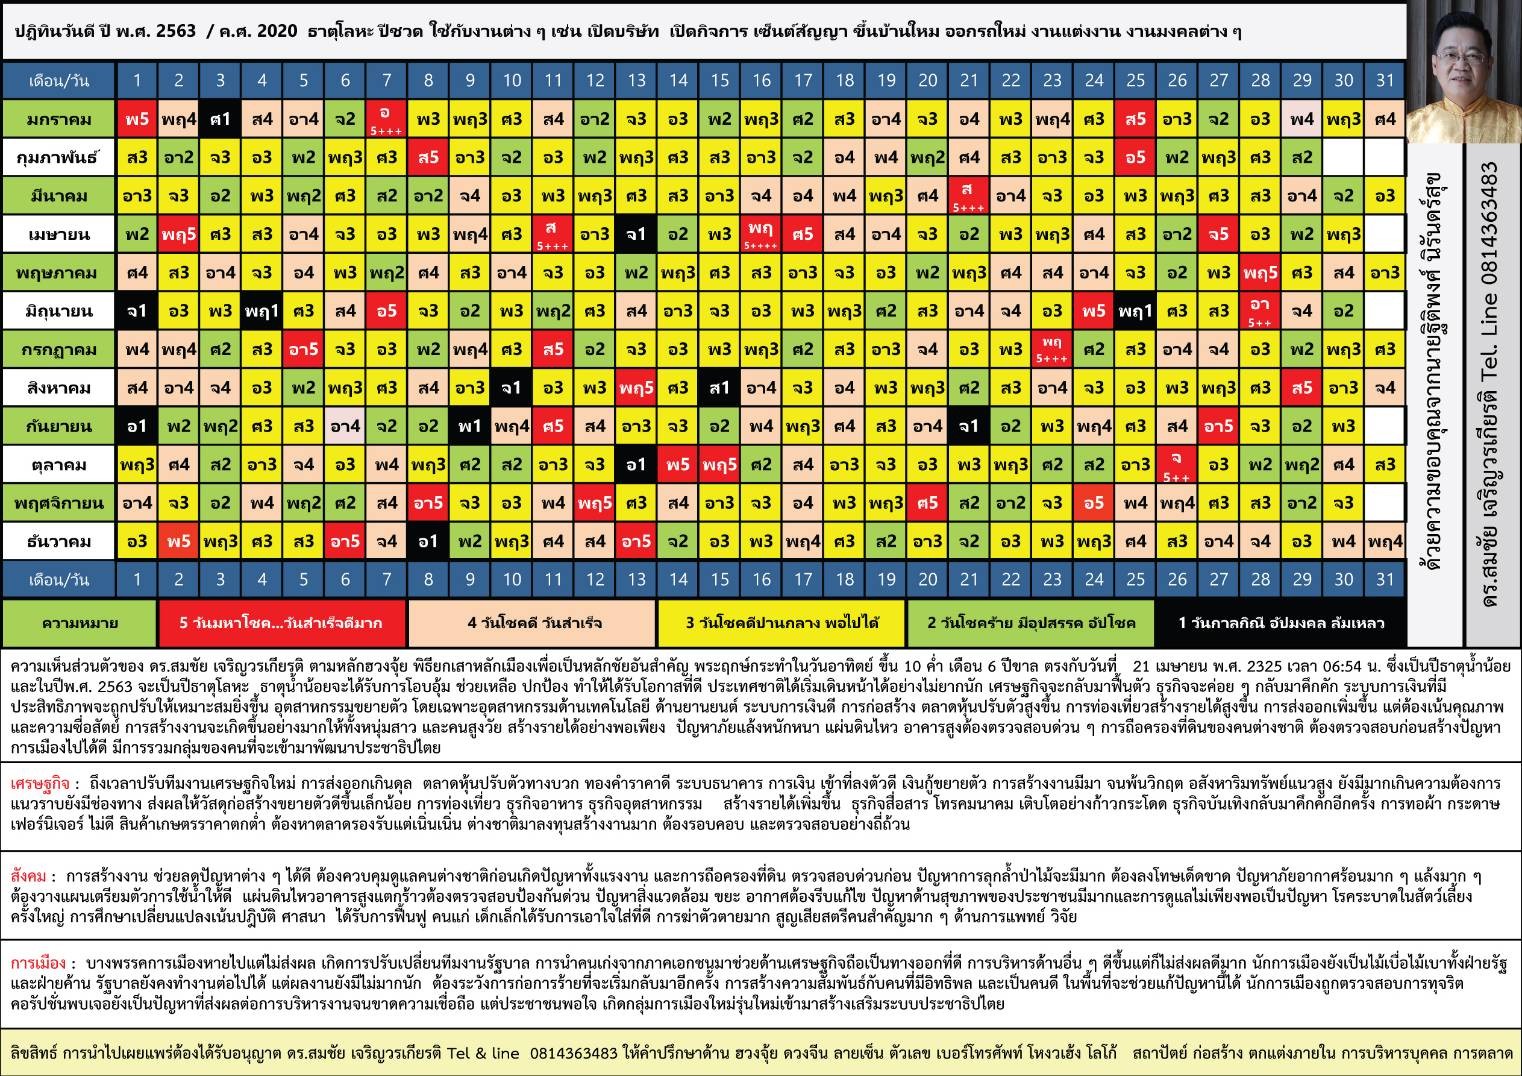 ปฏิทินวันดี ปี พ.ศ. 2563 / ค.ศ. 2020 ธาตุโลหะ ปีชวด ใช้กับงานต่าง ๆ เช่น เปิดบริษัท เปิดกิจการ เซ็นต์สัญญา ขึ้นบ้านใหม ออกรถใหม่ งานแต่งงาน งานมงคลต่าง ๆ
เดือน/วัน 1 2 3 4 5 6 7 8 9 10 11 12 13 14 15 16 17 18 19 20 21 22 23 24 25 26 27 28 29 30 31
มกราคม พ5 พฤ4 ศ1 ส4 อา4 จ2 อ 5+++ พ3 พฤ3 ศ3 ส4 อา2 จ3 อ3 พ2 พฤ3 ศ2 ส3 อา4 จ3 อ4 พ3 พฤ4 ศ3 ส5 อา3 จ2 อ3 พ4 พฤ3 ศ4
กุมภาพันธ์ ส3 อา2 จ3 อ3 พ2 พฤ3 ศ3 ส5 อา3 จ2 อ3 พ2 พฤ3 ศ3 ส3 อา3 จ2 อ4 พ4 พฤ2 ศ4 ส3 อา3 จ3 อ5 พ2 พฤ3 ศ3 ส2
มีนาคม อา3 จ3 อ2 พ3 พฤ2 ศ3 ส2 อา2 จ4 อ3 พ3 พฤ3 ศ3 ส3 อา3 จ4 อ4 พ4 พฤ3 ศ4 ส 5+++ อา4 จ3 อ3 พ3 พฤ3 ศ3 ส3 อา4 จ2 อ3
เมษายน พ2 พฤ5 ศ3 ส3 อา4 จ3 อ3 พ3 พฤ4 ศ3 ส 5+++ อา3 จ1 อ2 พ3 พฤ 5++++ ศ5 ส4 อา4 จ3 อ2 พ3 พฤ3 ศ4 ส3 อา2 จ5 อ3 พ2 พฤ3
พฤษภาคม ศ4 ส3 อา4 จ3 อ4 พ3 พฤ2 ศ4 ส3 อา4 จ3 อ3 พ2 พฤ3 ศ3 ส3 อา3 จ3 อ3 พ2 พฤ3 ศ4 ส4 อา4 จ3 อ2 พ3 พฤ5 ศ3 ส4 อา3
มิถุนายน จ1 อ3 พ3 พฤ1 ศ3 ส4 อ5 จ3 อ2 พ3 พฤ2 ศ3 ส4 อา3 จ3 อ3 พ3 พฤ3 ศ2 ส3 อา4 จ4 อ3 พ5 พฤ1 ศ3 ส3 อา 5++ จ4 อ2
กรกฏาคม พ4 พฤ4 ศ2 ส3 อา5 จ3 อ3 พ2 พฤ4 ศ3 ส5 อ2 จ3 อ3 พ3 พฤ3 ศ2 ส3 อา3 จ4 อ3 พ3 พฤ 5+++ ศ2 ส3 อา4 จ4 อ3 พ2 พฤ3 ศ3
สิงหาคม ส4 อา4 จ4 อ3 พ2 พฤ3 ศ3 ส4 อา3 จ1 อ3 พ3 พฤ5 ศ3 ส1 อา4 จ3 อ4 พ3 พฤ3 ศ2 ส3 อา4 จ3 อ3 พ3 พฤ3 ศ3 ส5 อา3 จ4
กันยายน อ1 พ2 พฤ2 ศ3 ส3 อา4 จ2 อ2 พ1 พฤ4 ศ5 ส4 อา3 จ3 อ2 พ4 พฤ3 ศ4 ส3 อา4 จ1 อ2 พ3 พฤ4 ศ3 ส4 อา5 จ3 อ2 พ3
ตุลาคม พฤ3 ศ4 ส2 อา3 จ4 อ3 พ4 พฤ3 ศ2 ส2 อา3 จ3 อ1 พ5 พฤ5 ศ2 ส4 อา3 จ3 อ3 พ3 พฤ3 ศ2 ส2 อา3 จ 5++ อ3 พ2 พฤ2 ศ4 ส3
พฤศจิกายน อา4 จ3 อ2 พ4 พฤ2 ศ2 ส4 อา5 จ3 อ3 พ4 พฤ5 ศ3 ส4 อา3 จ3 อ4 พ3 พฤ3 ศ5 ส2 อา2 จ3 อ5 พ4 พฤ4 ศ3 ส3 อา2 จ3
ธันวาคม อ3 พ5 พฤ3 ศ3 ส3 อา5 จ4 อ1 พ2 พฤ3 ศ4 ส4 อา5 จ2 อ3 พ3 พฤ4 ศ3 ส2 อา3 จ2 อ3 พ3 พฤ3 ศ4 ส3 อา4 จ4 อ3 พ4 พฤ4
เดือน/วัน 1 2 3 4 5 6 7 8 9 10 11 12 13 14 15 16 17 18 19 20 21 22 23 24 25 26 27 28 29 30 31
ความหมาย 5 วันมหาโชค...วันสำเร็จดีมาก 4 วันโชคดี วันสำเร็จ 3 วันโชคดีปานกลาง พอไปได้ 2 วันโชคร้าย มีอุปสรรค อัปโชค 1 วันกาลกิณี อัปมงคล ล้มเหลว
ด้วยความขอบคุณจากนายฐิติพงศ์ นิรันดร์สุข
ดร.สมชัย เจริญวรเกียรติ Tel. Line 0814363483
ความเห็นส่วนตัวของ ดร.สมชัย เจริญวรเกียรติ ตามหลักฮวงจุ้ย พิธียกเสาหลักเมืองเพื่อเป็นหลักชัยอันสำคัญ พระฤกษ์กระทำในวันอาทิตย์ ขึ้น 10 ค่ำ เดือน 6 ปีขาล ตรงกับวันที่ 21 เมษายน พ.ศ. 2325 เวลา 06:54 น. ซึ่งเป็นปีธาตุน้ำน้อย
และในปีพ.ศ. 2563 จะเป็นปีธาตุโลหะ ธาตุน้ำน้อยจะได้รับการโอบอุ้ม ช่วยเหลือ ปกป้อง ทำให้ได้รับโอกาสที่ดี ประเทศชาติได้เริ่มเดินหน้าได้อย่างไม่ยากนัก เศรษฐกิจจะกลับมาฟื้นตัว ธุรกิจจะค่อย ๆ กลับมาคึกคัก ระบบการเงินที่มี
ประสิทธิภาพจะถูกปรับให้เหมาะสมยิ่งขึ้น อุตสาหกรรมขยายตัว โดยเฉพาะอุตสาหกรรมด้านเทคโนโลยี ด้านยานยนต์ ระบบการเงินดี การก่อสร้าง ตลาดหุ้นปรับตัวสูงขึ้น การท่องเที่ยวสร้างรายได้สูงขึ้น การส่งออกเพิ่มขึ้น แต่ต้องเน้นคุณภาพ
และความซื่อสัตย์ การสร้างงานจะเกิดขึ้นอย่างมากให้ทั้งหนุ่มสาว และคนสูงวัย สร้างรายได้อย่างพอเพียง ปัญหาภัยแล้งหนักหนา แผ่นดินไหว อาคารสูงต้องตรวจสอบด่วน ๆ การถือครองที่ดินของคนต่างชาติ ต้องตรวจสอบก่อนสร้างปัญหา
การเมืองไปได้ดี มีการรวมกลุ่มของคนที่จะเข้ามาพัฒนาประชาธิปไตย
เศรษฐกิจ : ถึงเวลาปรับทีมงานเศรษฐกิจใหม่ การส่งออกเกินดุล ตลาดหุ้นปรับตัวทางบวก ทองคำราคาดี ระบบธนาคาร การเงิน เข้าที่ลงตัวดี เงินกู้ขยายตัว การสร้างงานมีมา จนพ้นวิกฤต อสังหาริมทรัพย์แนวสูง ยังมีมากเกินความต้องการ
แนวราบยังมีช่องทาง ส่งผลให้วัสดุก่อสร้างขยายตัวดีขึ้นเล็กน้อย การท่องเที่ยว ธุรกิจอาหาร ธุรกิจอุตสาหกรรม สร้างรายได้เพิ่มขึ้น ธุรกิจสื่อสาร โทรคมนาคม เติบโตอย่างก้าวกระโดด ธุรกิจบันเทิงกลับมาคึกคักอีกครั้ง การทอผ้า กระดาษ
เฟอร์นิเจอร์ ไม่ดี สินค้าเกษตรราคาตกต่ำ ต้องหาตลาดรองรับแต่เนิ่นเนิ่น ต่างชาติมาลงทุนสร้างงานมาก ต้องรอบคอบ และตรวจสอบอย่างถี่ถ้วน
สังคม : การสร้างงาน ช่วยลดปัญหาต่าง ๆ ได้ดี ต้องควบคุมดูแลคนต่างชาติก่อนเกิดปัญหาทั้งแรงงาน และการถือครองที่ดิน ตรวจสอบด่วนก่อน ปัญหาการลุกล้ำป่าไม้จะมีมาก ต้องลงโทษเด็ดขาด ปัญหาภัยอากาศร้อนมาก ๆ แล้งมาก ๆ
ต้องวางแผนเตรียมตัวการใช้น้ำให้ดี แผ่นดินไหวอาคารสูงแตกร้าวต้องตรวจสอบป้องกันด่วน ปัญหาสิ่งแวดล้อม ขยะ อากาศต้องรีบแก้ไข ปัญหาด้านสุขภาพของประชาชนมีมากและการดูแลไม่เพียงพอเป็นปัญหา โรคระบาดในสัตว์เลี้ยง
ครั้งใหญ่ การศึกษาเปลี่ยนแปลงเน้นปฎิบัติ ศาสนา ได้รับการฟื้นฟู คนแก่ เด็กเล็กได้รับการเอาใจใส่ที่ดี การฆ่าตัวตายมาก สูญเสียสตรีคนสำคัญมาก ๆ ด้านการแพทย์ วิจัย
การเมือง : บางพรรคการเมืองหายไปแต่ไม่ส่งผล เกิดการปรับเปลี่ยนทีมงานรัฐบาล การนำคนเก่งจากภาคเอกชนมาช่วยด้านเศรษฐกิจถือเป็นทางออกที่ดี การบริหารด้านอื่น ๆ ดีขึ้นแต่ก็ไม่ส่งผลดีมาก นักการเมืองยังเป็นไม้เบื่อไม้เบาทั้งฝ่ายรัฐ
และฝ่ายค้าน รัฐบาลยังคงทำงานต่อไปได้ แต่ผลงานยังมีไม่มากนัก ต้องระวังการก่อการร้ายที่จะเริ่มกลับมาอีกครั้ง การสร้างความสัมพันธ์กับคนที่มีอิทธิพล และเป็นคนดี ในพื้นที่จะช่วยแก้ปัญหานี้ได้ นักการเมืองถูกตรวจสอบการทุจริต
คอรัปชั่นพบเจอยังเป็นปัญหาที่ส่งผลต่อการบริหารงานจนขาดความเชื่อถือ แต่ประชาชนพอใจ เกิดกลุ่มการเมืองใหม่รุ่นใหม่เข้ามาสร้างเสริมระบบประชาธิปไตย
ลิขสิทธ์ การนำไปเผยแพร่ต้องได้รับอนุญาต ดร.สมชัย เจริญวรเกียรติ Tel & line 0814363483 ให้คำปรึกษาด้าน ฮวงจุ้ย ดวงจีน ลายเซ็น ตัวเลข เบอร์โทรศัพท์ โหงวเฮ้ง โลโก้ สถาปัตย์ ก่อสร้าง ตกแต่งภายใน การบริหารบุคคล การตลาด